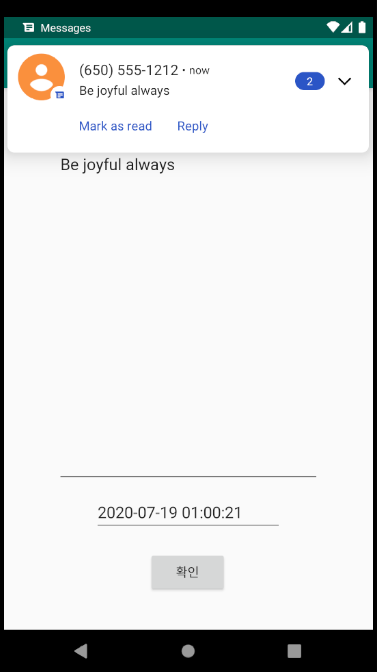 Messages
(650) 555-1212 • now
Be joyful always
2
Mark as read Reply
Be joyful always
2020-07-19 01:00:21
확인